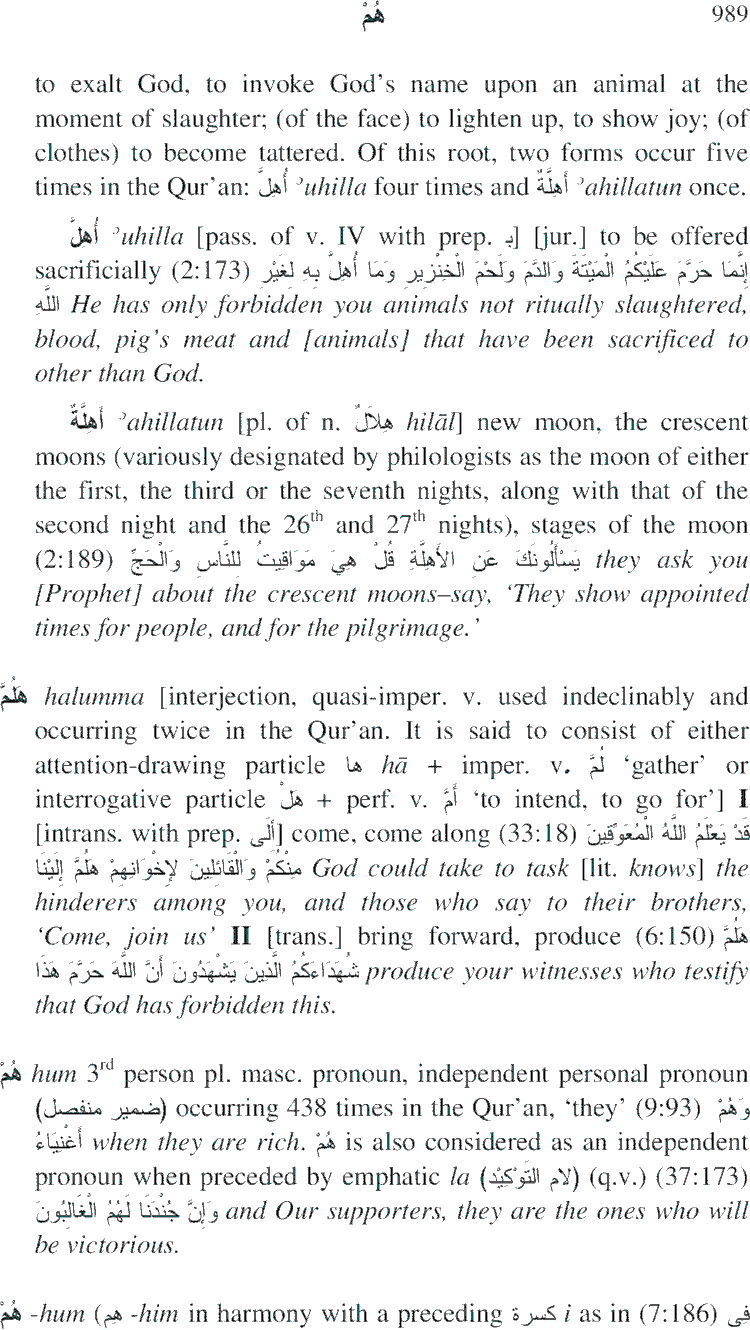 هُمْ 989
to exalt God, to invoke God's name upon an animal at the
moment of slaughter; (of the face) to lighten up, to show joy; (of
clothes) to become tattered. Of this root, two forms occur five
times in the Qur'an: أُهِلَّ ʾuhilla four times and أَهِلَّةٌ ʾahillatun once.
أُهِلَّ ʾuhilla [pass. of v. IV with prep. بـ] [jur.] to be offered
sacrificially (2:173) إِنَّمَا حَرَّمَ عَلَيْكُمُ الْمَيْتَةَ وَالدَّمَ وَلَحْمَ الْخِنْزِيرِ وَمَا أُهِلَّ بِهِ لِغَيْرِ
اللَّهِ He has only forbidden you animals not ritually slaughtered,
blood, pig's meat and [animals] that have been sacrificed to
other than God.
أَهِلَّةٌ ʾahillatun [pl. of n. هِلَالٌ hilāl] new moon, the crescent
moons (variously designated by philologists as the moon of either
the first, the third or the seventh nights, along with that of the
second night and the 26th and 27th nights), stages of the moon
(2:189) يَسْأَلُونَكَ عَنِ الأَهِلَّةِ قُلْ هِيَ مَوَاقِيتُ لِلنَّاسِ وَالْحَجِّ they ask you
[Prophet] about the crescent moons–say, ‘They show appointed
times for people, and for the pilgrimage.’
هَلُمَّ halumma [interjection, quasi-imper. v. used indeclinably and
occurring twice in the Qur'an. It is said to consist of either
attention-drawing particle ها hā + imper. v. لُمَّ ‘gather’ or
interrogative particle هَلْ + perf. v. أَمَّ ‘to intend, to go for’] I
[intrans. with prep. أَلَى] come, come along (33:18) قَدْ يَعْلَمُ اللَّهُ الْمُعَوِّقِينَ
مِنْكُمْ وَالْقَائِلِينَ لإِخْوَانِهِمْ هَلُمَّ إِلَيْنَا God could take to task [lit. knows] the
hinderers among you, and those who say to their brothers,
‘Come, join us’ II [trans.] bring forward, produce (6:150) هَلُمَّ
شُهَدَاءَكُمُ الَّذِينَ يَشْهَدُونَ أَنَّ اللَّهَ حَرَّمَ هَذَا produce your witnesses who testify
that God has forbidden this.
هُمْ hum 3rd person pl. masc. pronoun, independent personal pronoun
(ضمير منفصل) occurring 438 times in the Qur'an, ‘they’ (9:93) وَهُمْ
أَغْنِيَاءُ when they are rich. هُمْ is also considered as an independent
pronoun when preceded by emphatic la (لام التَوْكِيْدِ) (q.v.) (37:173)
وَإِنَّ جُنْدَنَا لَهُمُ الْغَالِبُونَ and Our supporters, they are the ones who will
be victorious.
هُمْ -hum (هِم -him in harmony with a preceding كسرة i as in (7:186) فِي